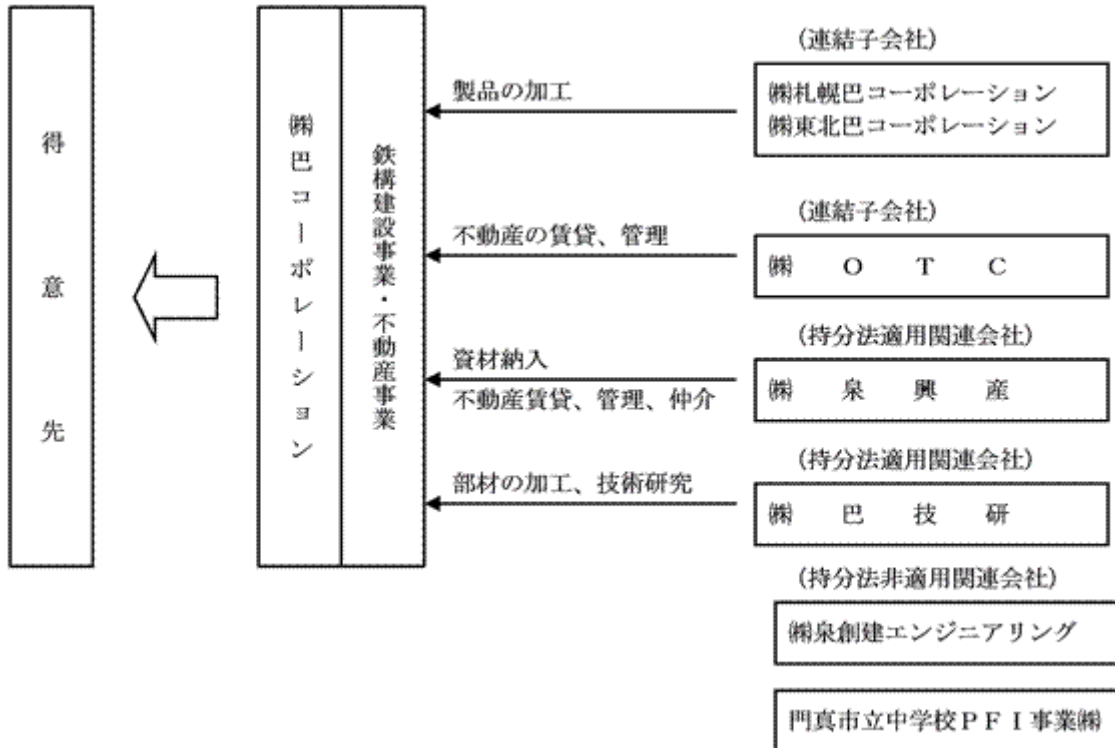 得意先
㈱巴コーポレーション
鉄構建設事業・不動産事業
製品の加工
(連結子会社)
㈱札幌巴コーポレーション
㈱東北巴コーポレーション
不動産の賃貸、管理
(連結子会社)
㈱　O　T　C
資材納入
不動産賃貸、管理、仲介
(持分法適用関連会社)
㈱　泉　興　産
部材の加工、技術研究
(持分法適用関連会社)
㈱　巴　技　研
(持分法非適用関連会社)
㈱泉創建エンジニアリング
門真市立中学校ＰＦＩ事業㈱